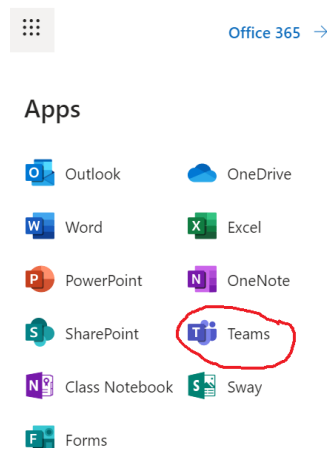 Office 365 →
Apps
Outlook OneDrive
Word Excel
PowerPoint OneNote
SharePoint Teams
Class Notebook Sway
Forms